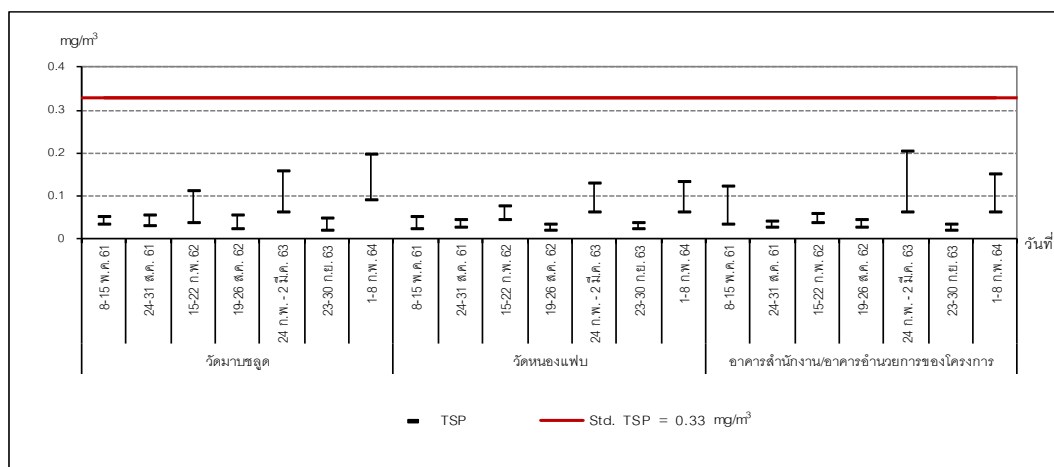 mg/m³
0.4
0.3
0.2
0.1
0
วันที่
8-15 พ.ค. 61
24-31 ส.ค. 61
15-22 ก.พ. 62
19-26 ส.ค. 62
24 ก.พ. - 2 มี.ค. 63
23-30 ก.ย. 63
1-8 ก.พ. 64
8-15 พ.ค. 61
24-31 ส.ค. 61
15-22 ก.พ. 62
19-26 ส.ค. 62
24 ก.พ. - 2 มี.ค. 63
23-30 ก.ย. 63
1-8 ก.พ. 64
8-15 พ.ค. 61
24-31 ส.ค. 61
15-22 ก.พ. 62
19-26 ส.ค. 62
24 ก.พ. - 2 มี.ค. 63
23-30 ก.ย. 63
1-8 ก.พ. 64
วัดมาบชลูด
วัดหนองแฟบ
อาคารสำนักงาน/อาคารอำนวยการของโครงการ
TSP
Std. TSP = 0.33 mg/m³